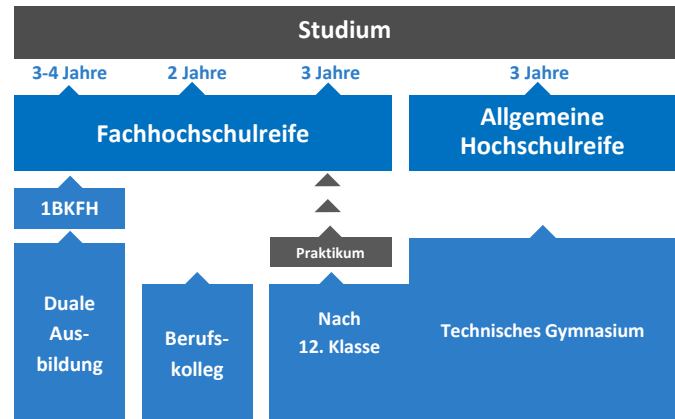 Studium
3-4 Jahre
2 Jahre
3 Jahre
3 Jahre
Fachhochschulreife
Allgemeine
Hochschulreife
1BKFH
Praktikum
Duale
Aus-
bildung
Berufs-
kolleg
Nach
12. Klasse
Technisches Gymnasium